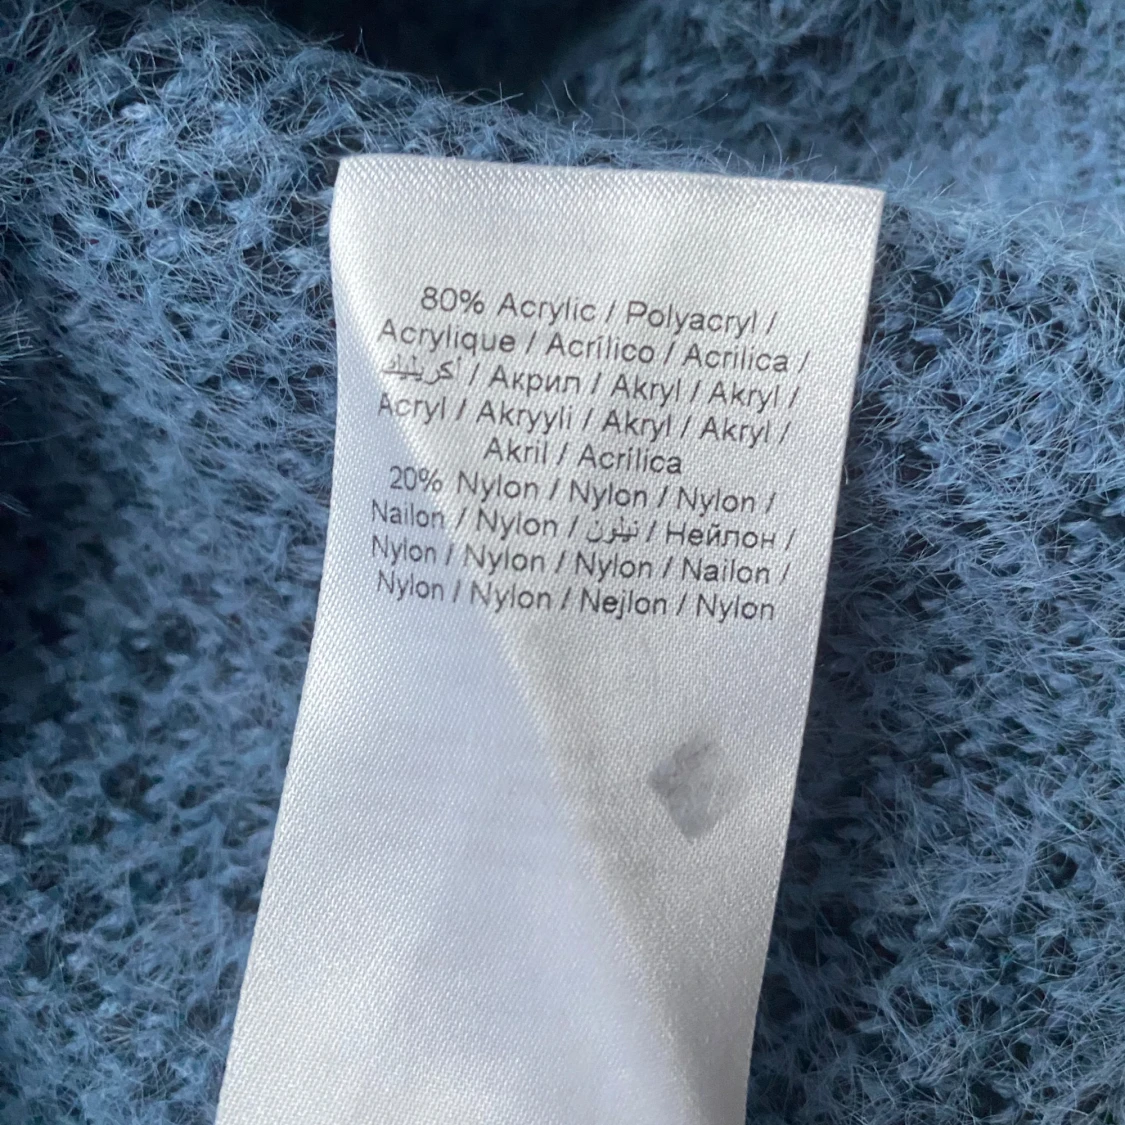 80% Acrylic / Polyacryl /
Acrylique / Acrílico / Acrilica /
أكريليك / Акрил / Akryl / Akryl /
Acryl / Akryyli / Akryl / Akryl /
Akril / Acrilica
20% Nylon / Nylon / Nylon /
Nailon / Nylon / نيلون / Нейлон /
Nylon / Nylon / Nylon / Nailon /
Nylon / Nylon / Nejlon / Nylon